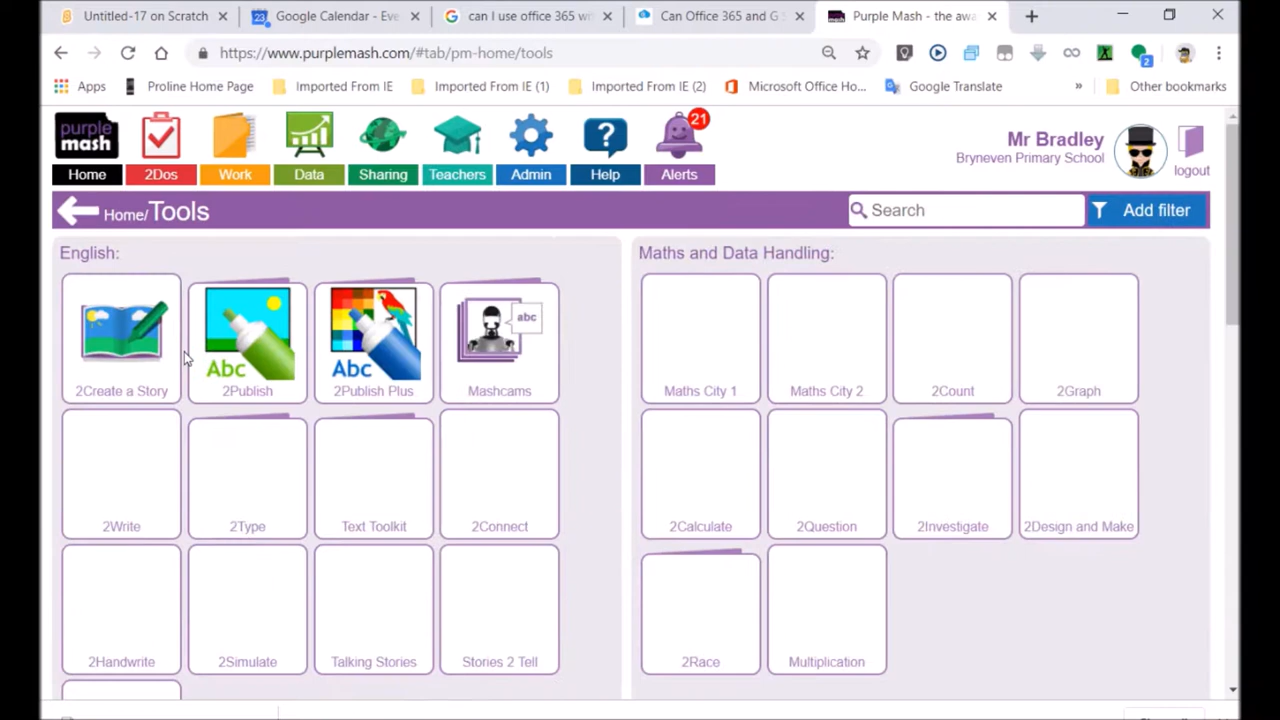 Untitled-17 on Scratch
Google Calendar - Eve
can I use office 365 wi
Can Office 365 and G S
Purple Mash - the awa
https://www.purplemash.com/#tab/pm-home/tools
Apps
Proline Home Page
Imported From IE
Imported From IE (1)
Imported From IE (2)
Microsoft Office Ho...
Google Translate
»
Other bookmarks
purple mash
21
Mr Bradley
Bryneven Primary School
logout
Home
2Dos
Work
Data
Sharing
Teachers
Admin
Help
Alerts
Home/Tools
Search
Add filter
English:
Maths and Data Handling:
Abc
Abc
abc
2Create a Story
2Publish
2Publish Plus
Mashcams
Maths City 1
Maths City 2
2Count
2Graph
2Write
2Type
Text Toolkit
2Connect
2Calculate
2Question
2Investigate
2Design and Make
2Handwrite
2Simulate
Talking Stories
Stories 2 Tell
2Race
Multiplication